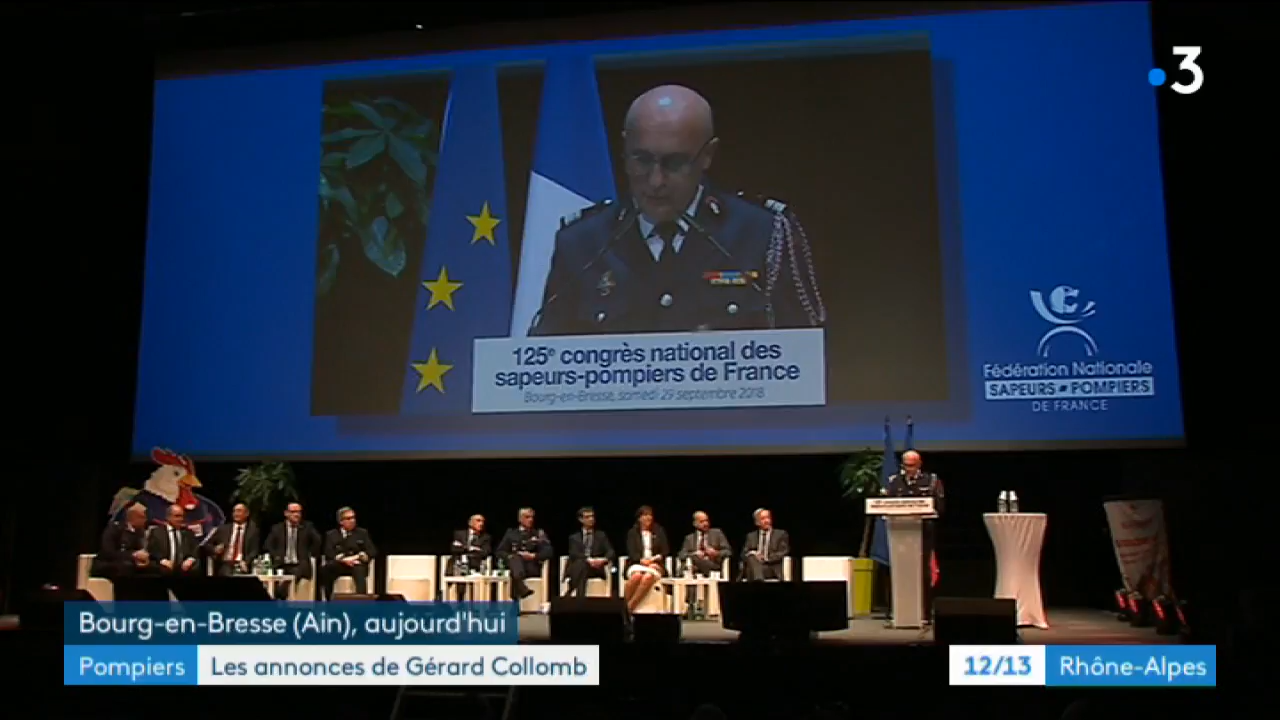 3
125e congrès national des
sapeurs-pompiers de France
Bourg-en-Bresse, samedi 29 septembre 2018
Fédération Nationale
SAPEURS-POMPIERS
DE FRANCE
Bourg-en-Bresse (Ain), aujourd'hui
Pompiers Les annonces de Gérard Collomb
12/13 Rhône-Alpes